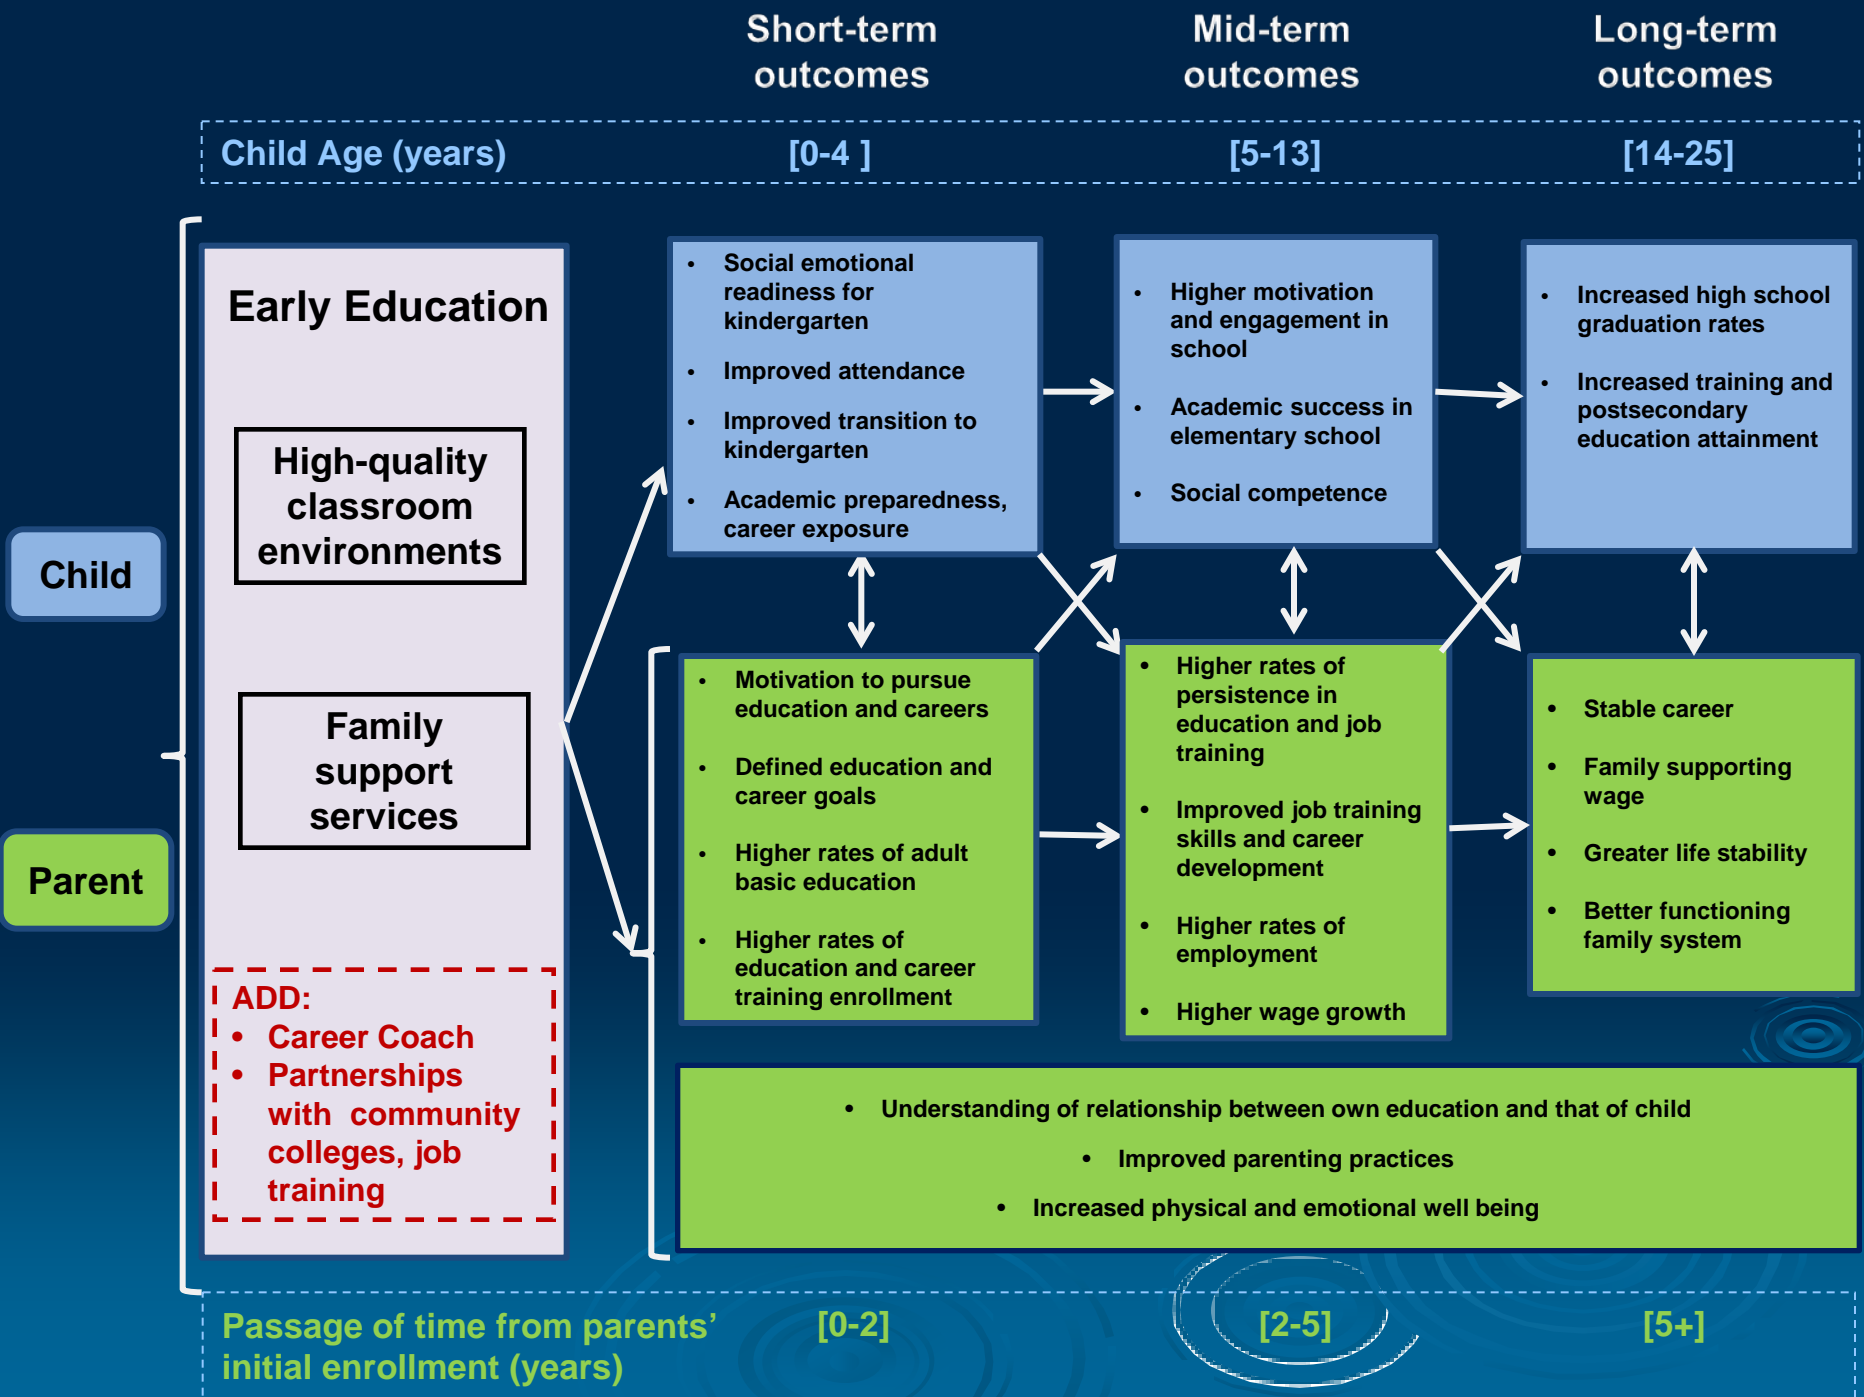 Short-term
outcomes
Mid-term
outcomes
Long-term
outcomes
Child Age (years)
[0-4 ]
[5-13]
[14-25]
Child
Parent
Early Education
High-quality
classroom
environments
Family
support
services
ADD:
• Career Coach
• Partnerships
with community
colleges, job
training
• Social emotional
readiness for
kindergarten
• Improved attendance
• Improved transition to
kindergarten
• Academic preparedness,
career exposure
• Higher motivation
and engagement in
school
• Academic success in
elementary school
• Social competence
• Increased high school
graduation rates
• Increased training and
postsecondary
education attainment
• Motivation to pursue
education and careers
• Defined education and
career goals
• Higher rates of adult
basic education
• Higher rates of
education and career
training enrollment
• Higher rates of
persistence in
education and job
training
• Improved job training
skills and career
development
• Higher rates of
employment
• Higher wage growth
• Stable career
• Family supporting
wage
• Greater life stability
• Better functioning
family system
• Understanding of relationship between own education and that of child
• Improved parenting practices
• Increased physical and emotional well being
Passage of time from parents’
initial enrollment (years)
[0-2]
[2-5]
[5+]